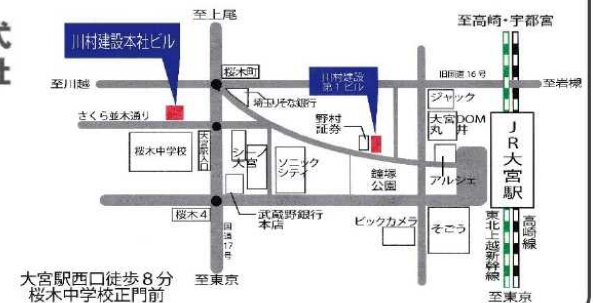 式
社
至上尾
至高崎・宇都宮
川村建設本社ビル
桜木町
川村建設
第1ビル
旧国道16号
至川越
至岩槻
埼玉りそな銀行
ジャック
さくら並木通り
野村
証券
大宮
丸井
DOM
JR大宮駅
桜木中学校
大宮駅入口
シーノ
大宮
ソニック
シティ
鐘塚
公園
アルシェ
桜木4
武蔵野銀行
本店
ビックカメラ
そごう
国道17号
東北上越新幹線
高崎線
大宮駅西口徒歩8分
桜木中学校正門前
至東京
至東京